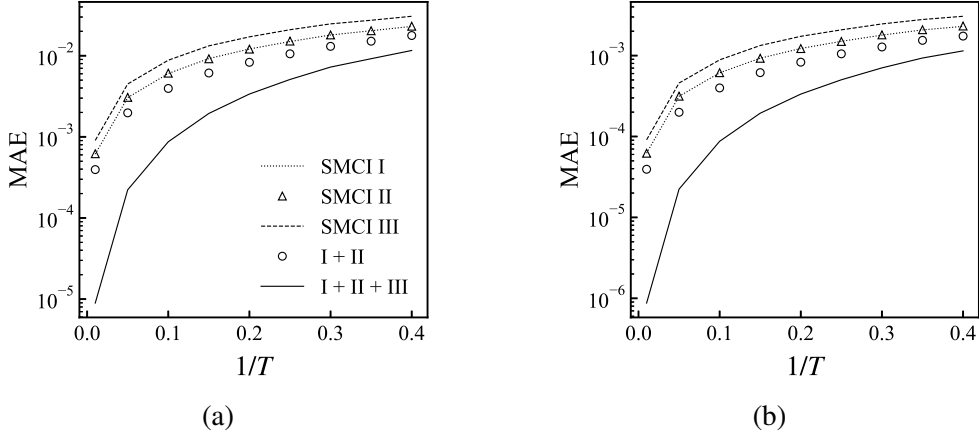 MAE
10^{-2}
10^{-3}
10^{-4}
10^{-5}
SMCI I
SMCI II
SMCI III
I + II
I + II + III
0.0 0.1 0.2 0.3 0.4
1/T
(a)
MAE
10^{-2}
10^{-3}
10^{-4}
10^{-5}
10^{-6}
0.0 0.1 0.2 0.3 0.4
1/T
(b)